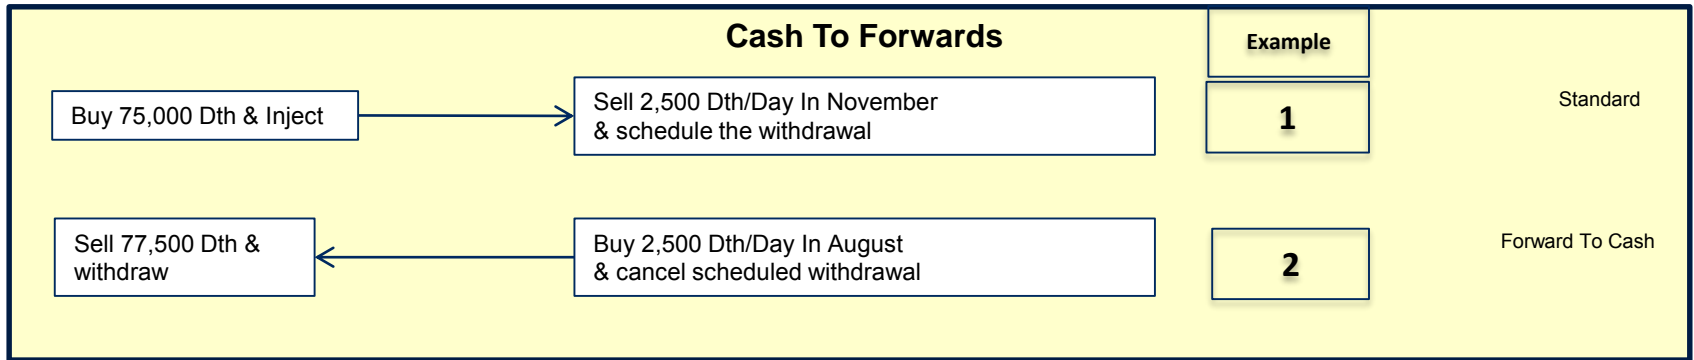 Cash To Forwards
Example
Buy 75,000 Dth & Inject
Sell 2,500 Dth/Day In November
& schedule the withdrawal
1
Standard
Sell 77,500 Dth &
withdraw
Buy 2,500 Dth/Day In August
& cancel scheduled withdrawal
2
Forward To Cash